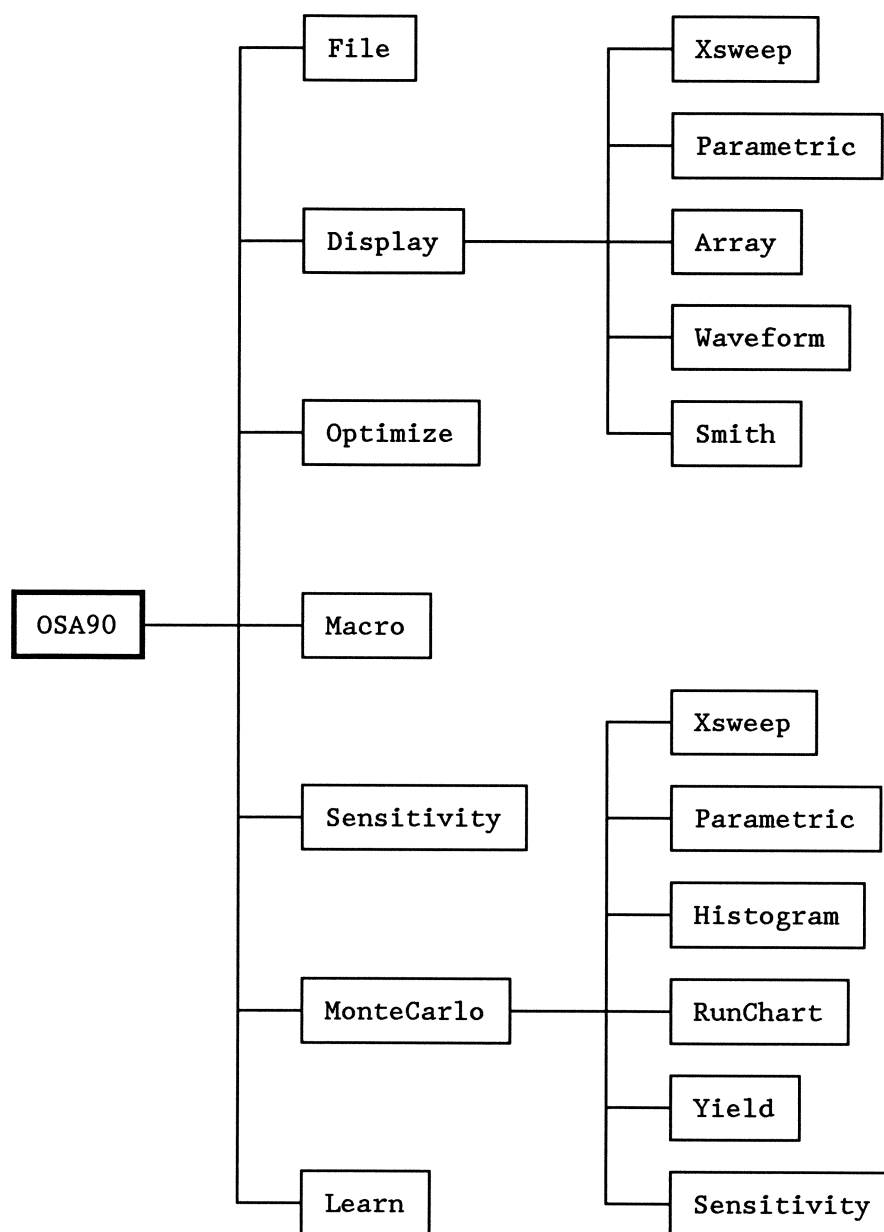 OSA90
File
Display
Xsweep
Parametric
Array
Waveform
Smith
Optimize
Macro
Sensitivity
MonteCarlo
Xsweep
Parametric
Histogram
RunChart
Yield
Sensitivity
Learn